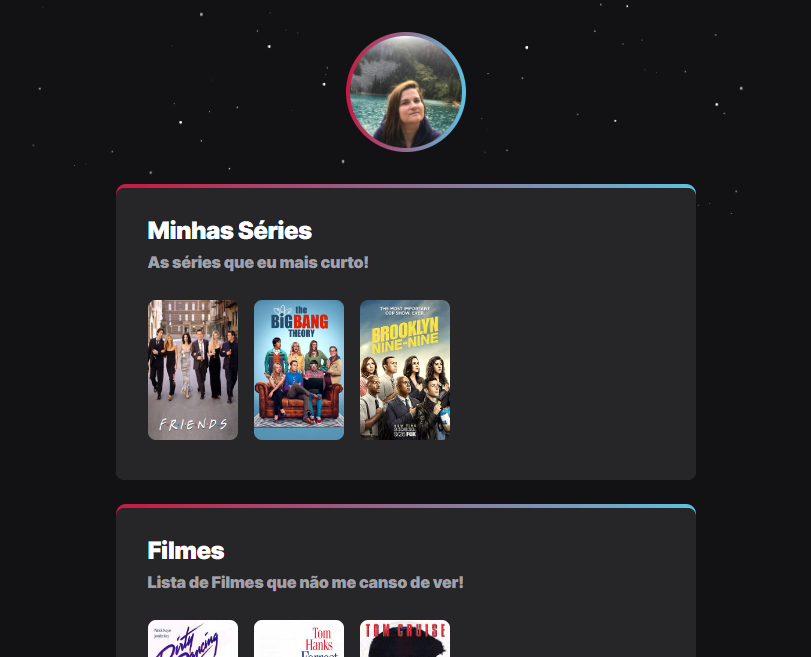 Minhas Séries
As séries que eu mais curto!
FRIENDS
the
BIG BANG
THEORY
THE MOST IMPORTANT
COP SHOW. EVER.
BROOKLYN
NINE-NINE
FOX
Filmes
Lista de Filmes que não me canso de ver!
Dirty
Dancing
Tom
Hanks
Forrest
TOM CRUISE